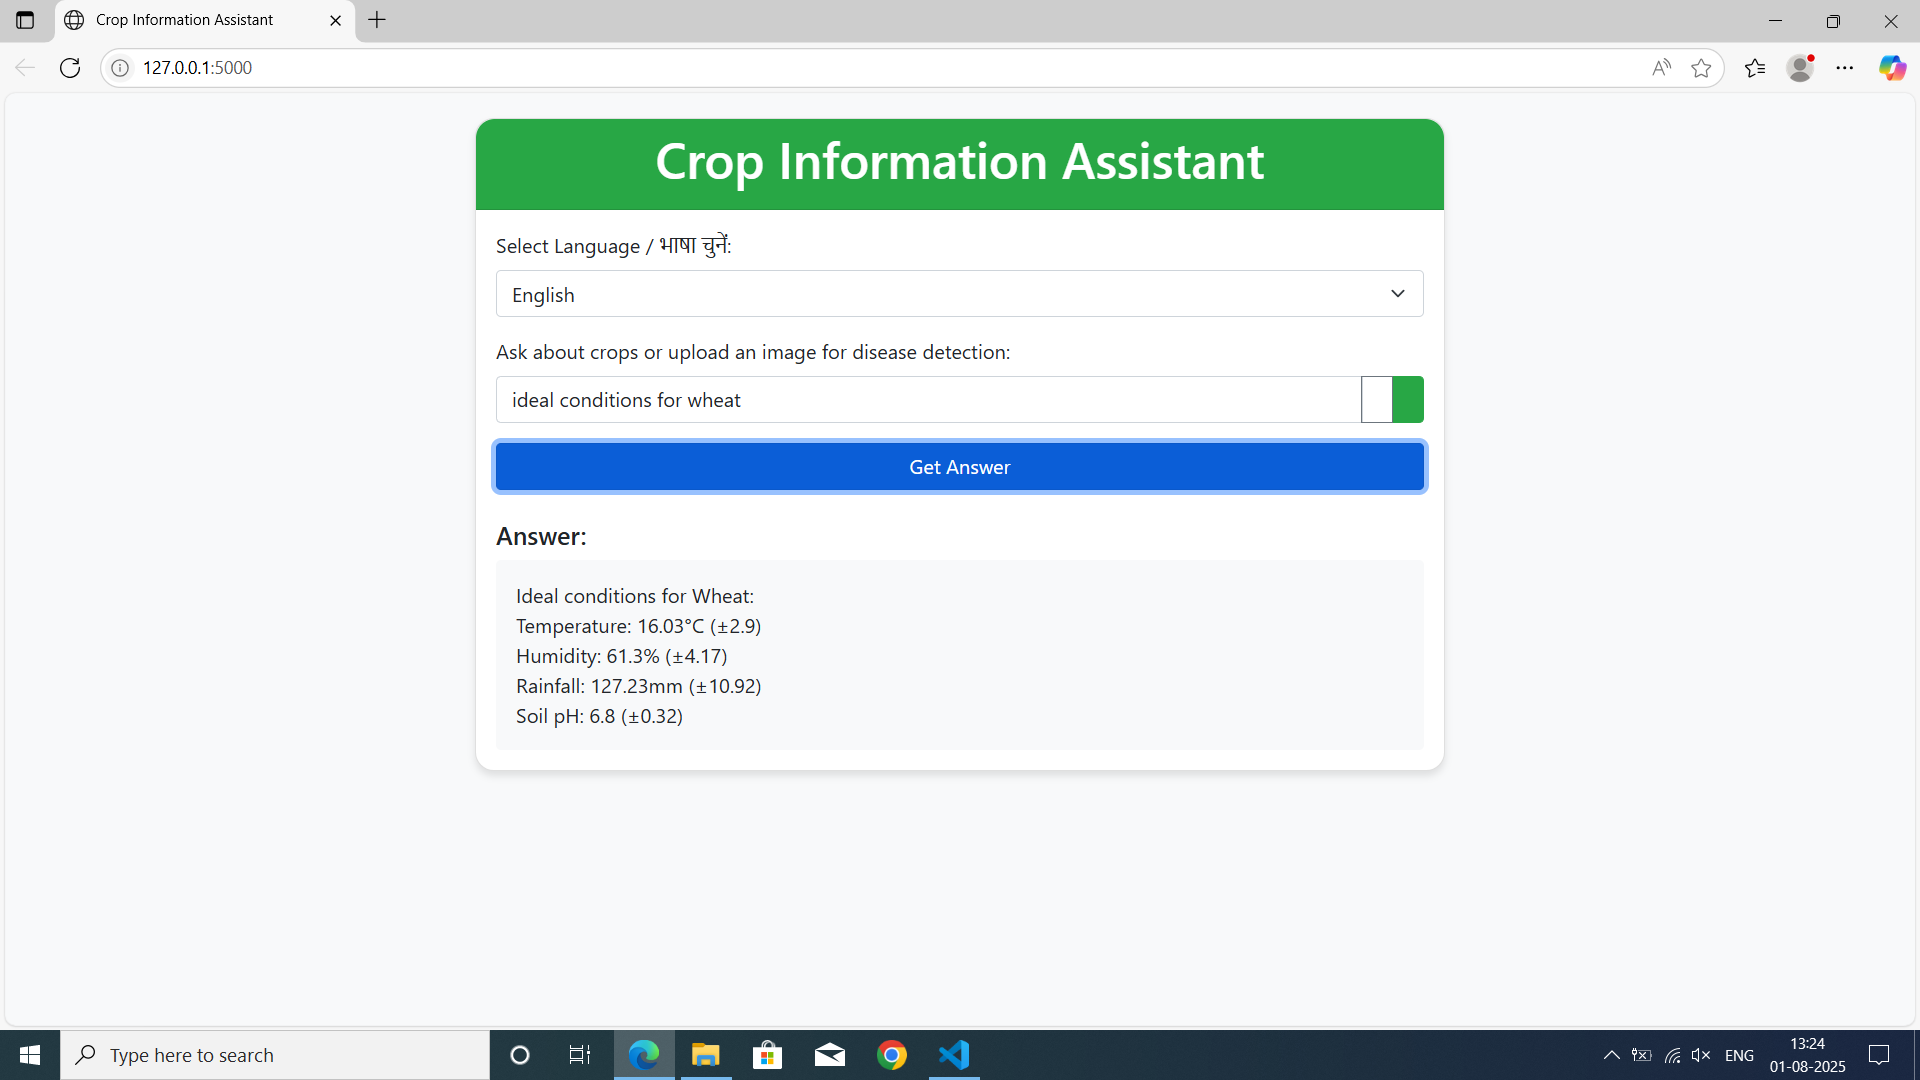 Crop Information Assistant
127.0.0.1:5000
Crop Information Assistant
Select Language / भाषा चुनें:
English
Ask about crops or upload an image for disease detection:
ideal conditions for wheat
Get Answer
Answer:
Ideal conditions for Wheat:
Temperature: 16.03°C (±2.9)
Humidity: 61.3% (±4.17)
Rainfall: 127.23mm (±10.92)
Soil pH: 6.8 (±0.32)
Type here to search
ENG
13:24
01-08-2025